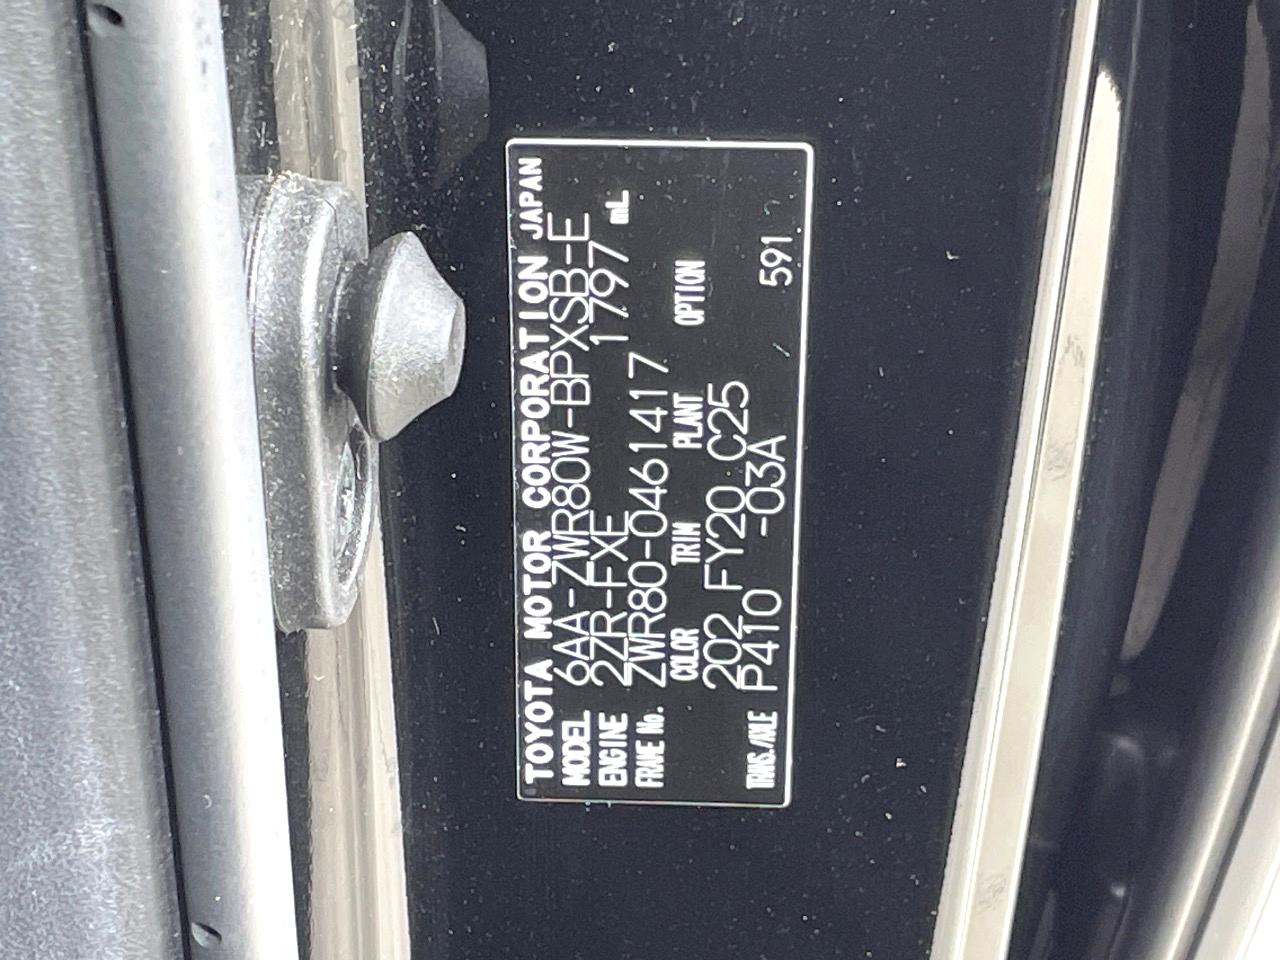 TOYOTA MOTOR CORPORATION JAPAN
MODEL 6AA-ZWR80W-BPXSB-E
ENGINE 2ZR-FXE 1797 mL
FRAME No. ZWR80-0461417
COLOR TRIM PLANT OPTION
202 FY20 C25
TRANS./AXLE P410 -03A / 591